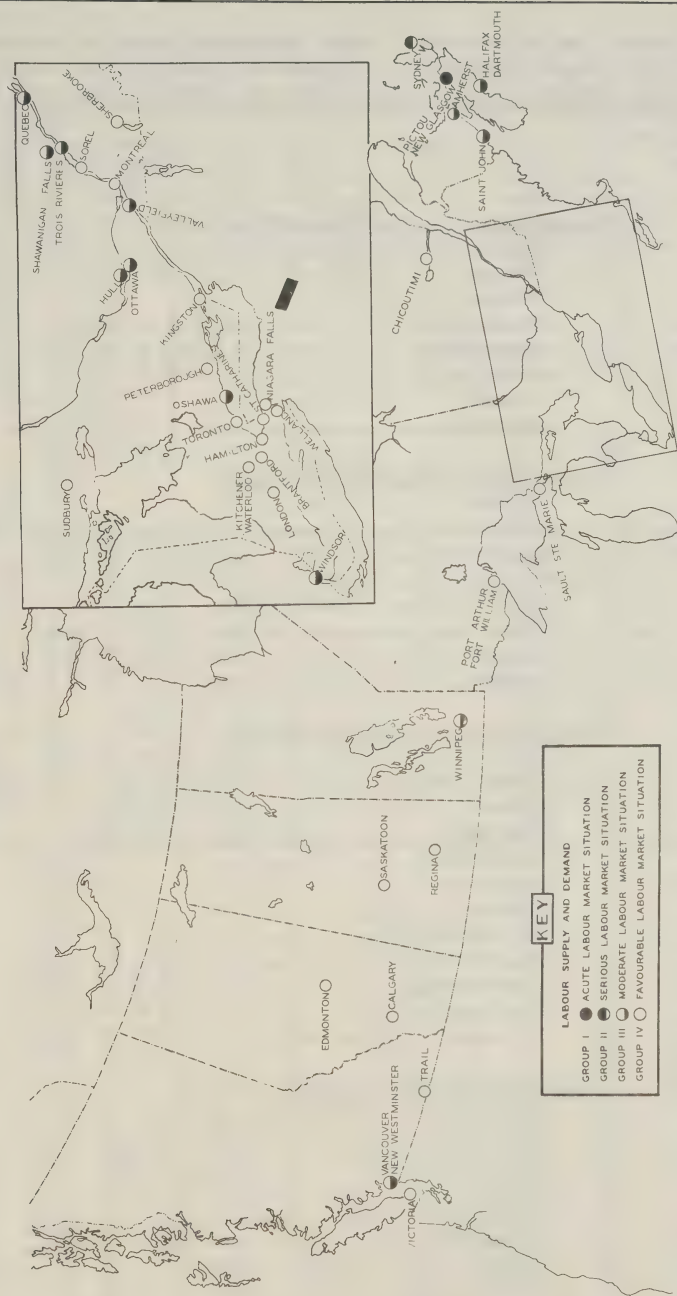 QUEBEC
SHERBROOKE
SHAWANIGAN FALLS
TROIS RIVIERES
SOREL
MONTREAL
VALLEYFIELD
HULL
OTTAWA
KINGSTON
PETERBOROUGH
OSHAWA
TORONTO
ST CATHARINES
NIAGARA FALLS
WELLAND
HAMILTON
BRANTFORD
KITCHENER
WATERLOO
LONDON
WINDSOR
SUDBURY
SYDNEY
PICTOU
NEW GLASGOW
AMHERST
HALIFAX
DARTMOUTH
SAINT JOHN
CHICOUTIMI
SAULT STE MARIE
PORT ARTHUR
FORT WILLIAM
WINNIPEG
SASKATOON
REGINA
EDMONTON
CALGARY
TRAIL
VANCOUVER
NEW WESTMINSTER
VICTORIA
KEY
LABOUR SUPPLY AND DEMAND
GROUP I ACUTE LABOUR MARKET SITUATION
GROUP II SERIOUS LABOUR MARKET SITUATION
GROUP III MODERATE LABOUR MARKET SITUATION
GROUP IV FAVOURABLE LABOUR MARKET SITUATION